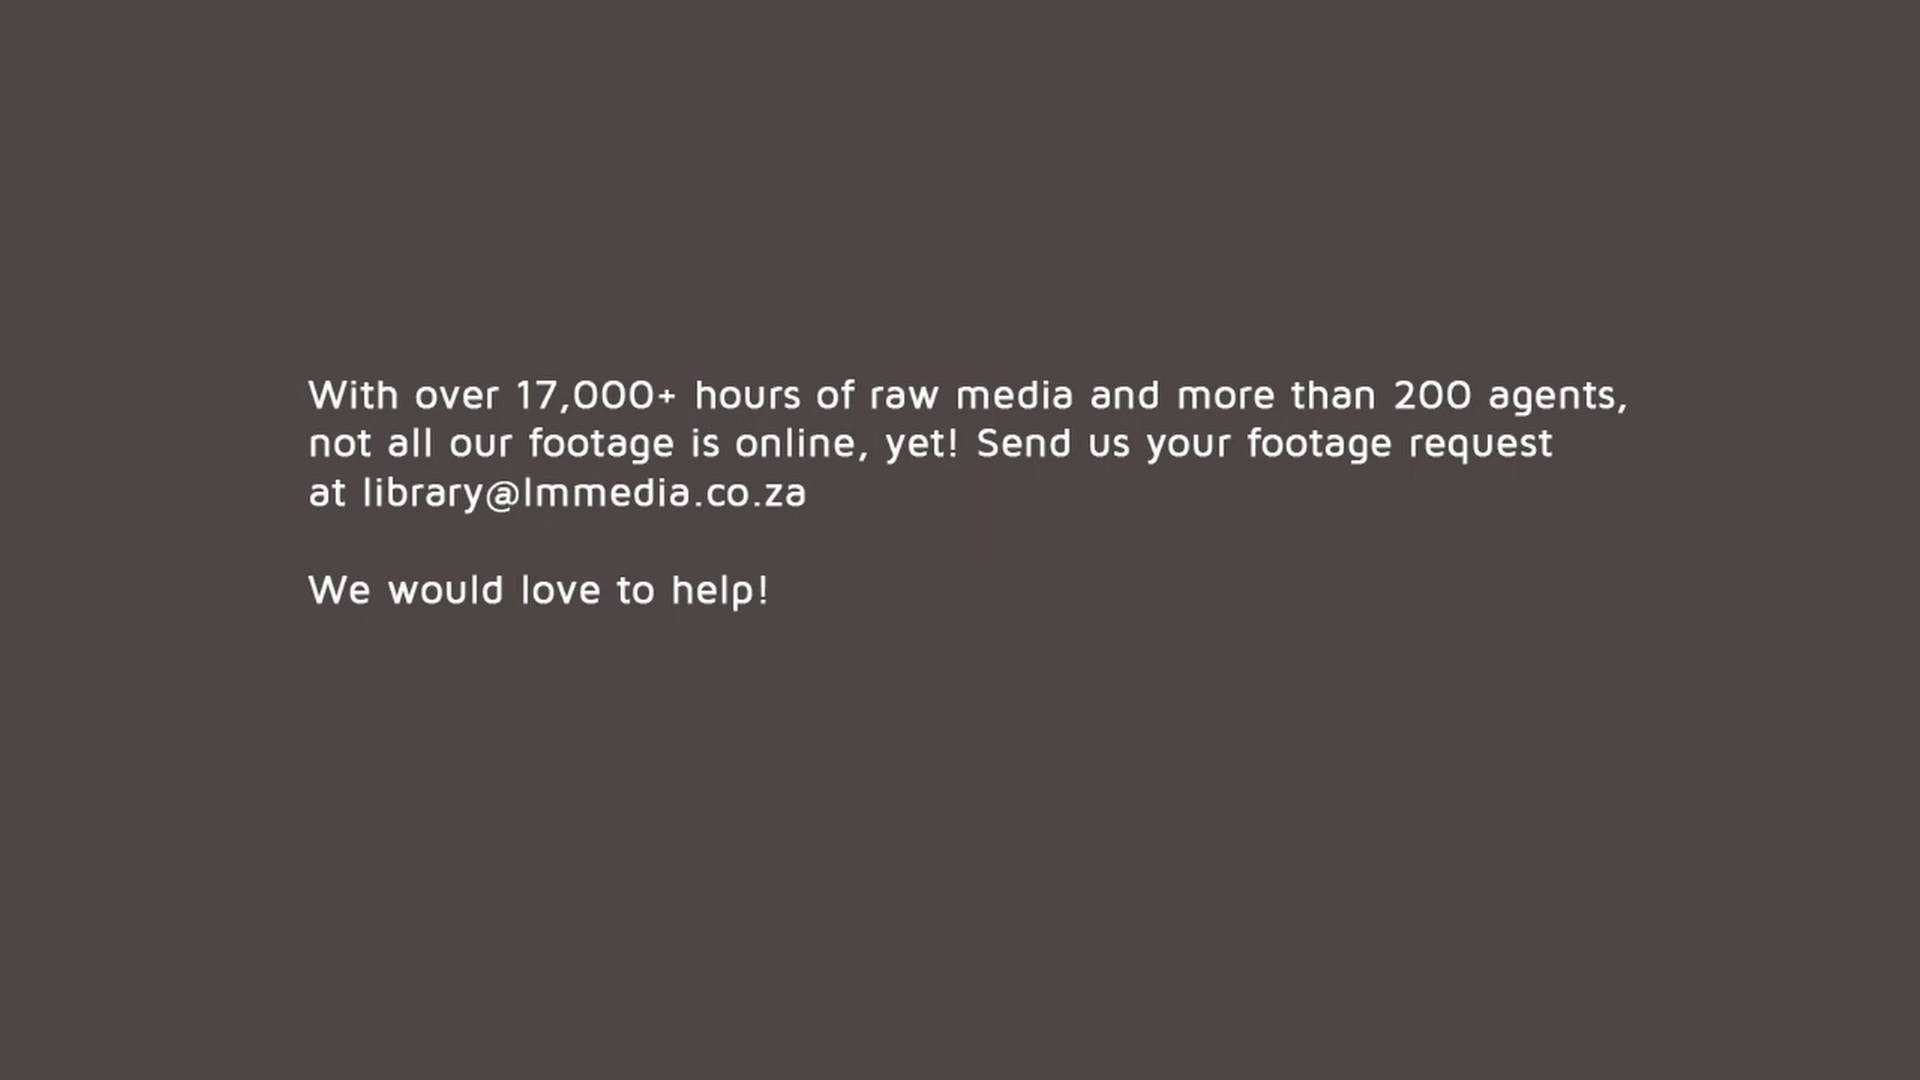 With over 17,000+ hours of raw media and more than 200 agents,
not all our footage is online, yet! Send us your footage request
at library@lmmedia.co.za
We would love to help!